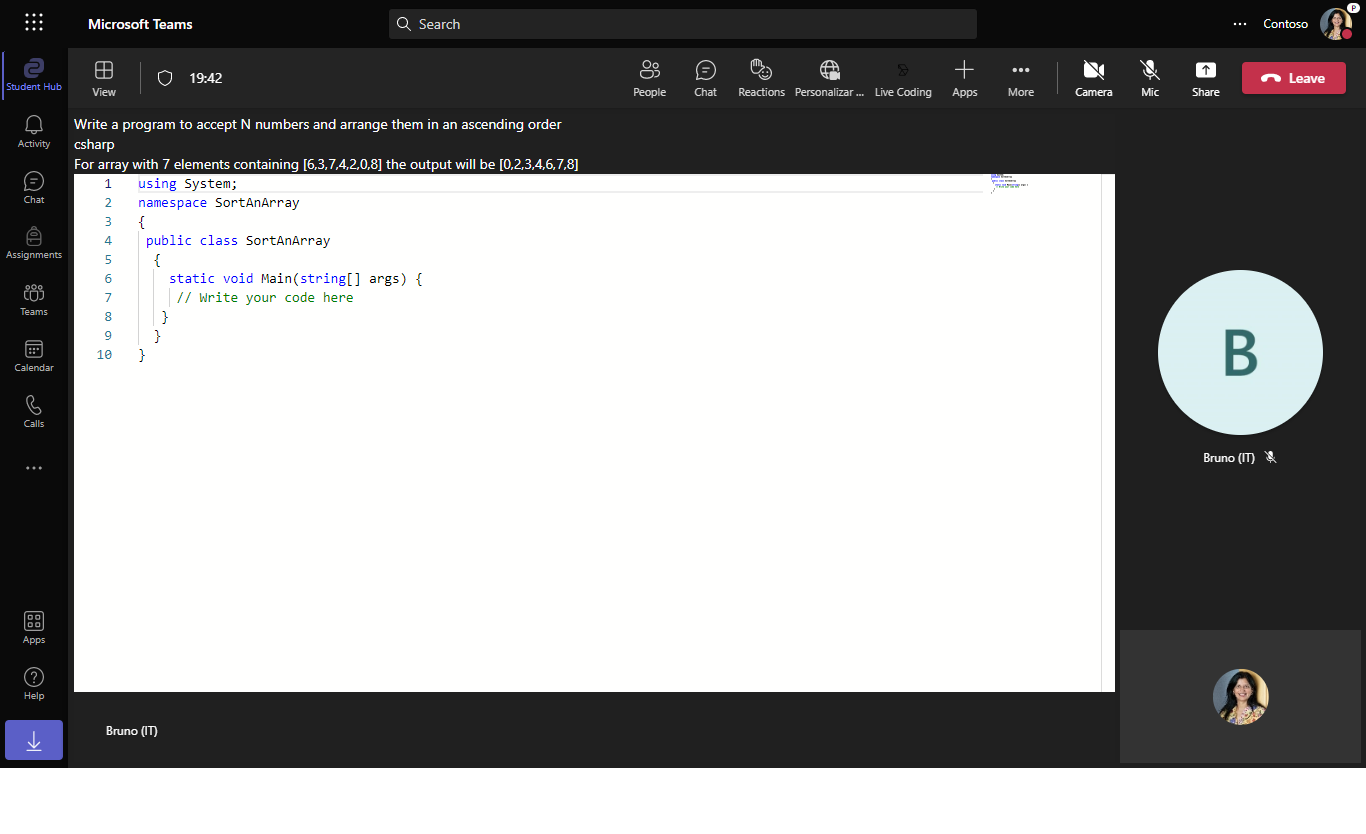 Microsoft Teams
Search
Contoso
P
Student Hub
Activity
Chat
Assignments
Teams
Calendar
Calls
Apps
Help
View
19:42
People
Chat
Reactions
Personalizar ...
Live Coding
Apps
More
Camera
Mic
Share
Leave
Write a program to accept N numbers and arrange them in an ascending order
csharp
For array with 7 elements containing [6,3,7,4,2,0,8] the output will be [0,2,3,4,6,7,8]
1 using System;
2 namespace SortAnArray
3 {
4 public class SortAnArray
5 {
6 static void Main(string[] args) {
7 // Write your code here
8 }
9 }
10 }
B
Bruno (IT)
Bruno (IT)